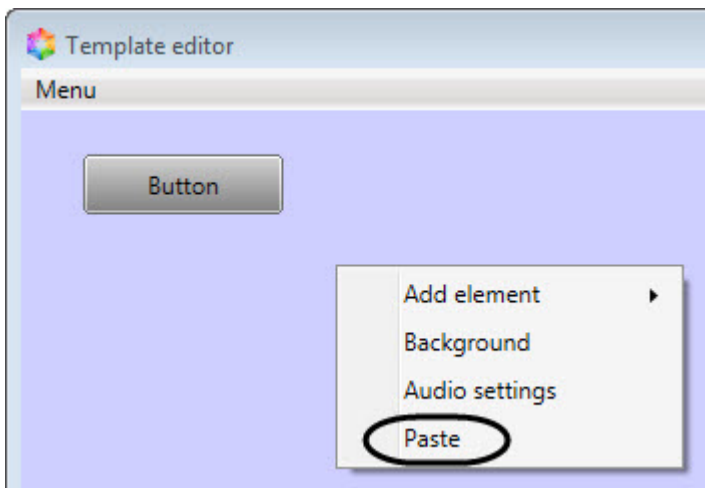 Template editor
Menu
Button
Add element
Background
Audio settings
Paste